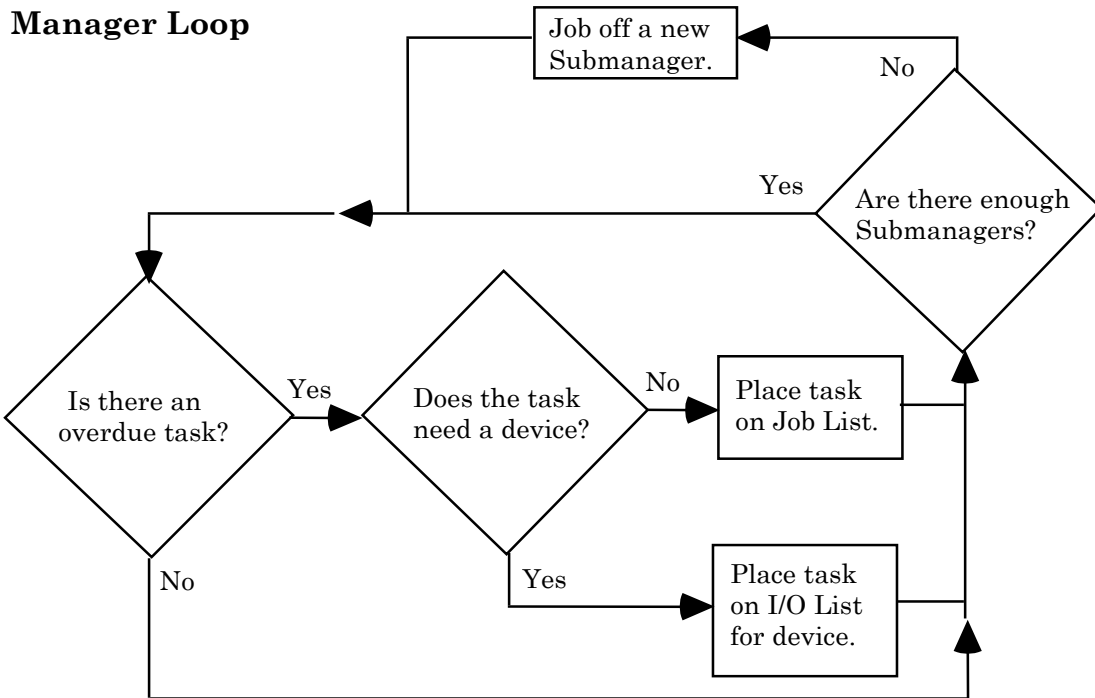 Manager Loop
Job off a new
Submanager.
No
Yes
Are there enough
Submanagers?
Is there an
overdue task?
Yes
Does the task
need a device?
No
Place task
on Job List.
No
Yes
Place task
on I/O List
for device.